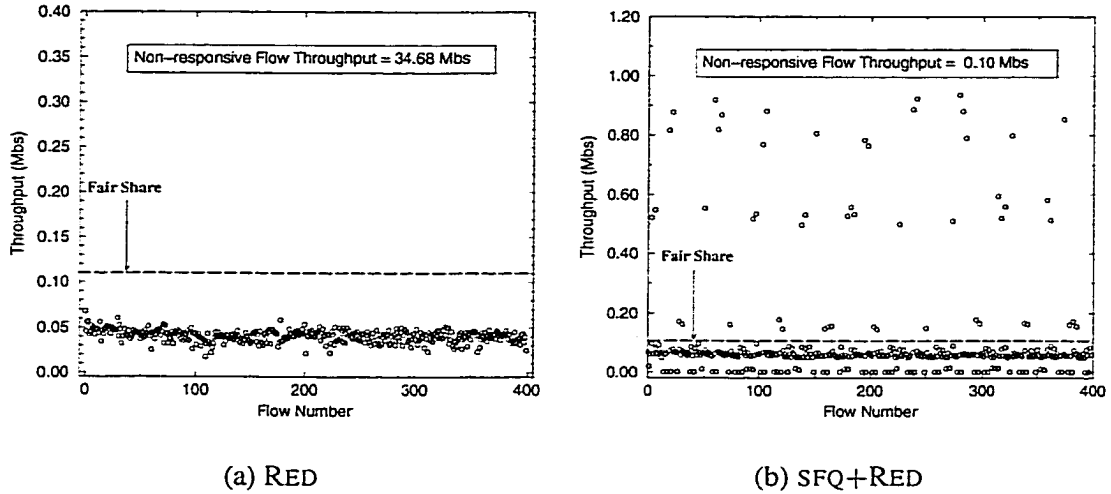 0.40
0.35
0.30
0.25
0.20
0.15
0.10
0.05
0.00
Throughput (Mbs)
Non-responsive Flow Throughput = 34.68 Mbs
Fair Share
0
100
200
300
400
Flow Number
(a) RED
1.20
1.00
0.80
0.60
0.40
0.20
0.00
Throughput (Mbs)
Non-responsive Flow Throughput = 0.10 Mbs
Fair Share
0
100
200
300
400
Flow Number
(b) SFQ+RED